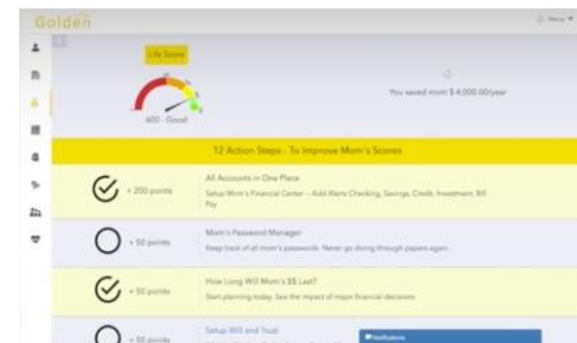 Golden
Nancy
Life Score
600 - Good
You saved mom $ 4,000.00/year
12 Action Steps - To Improve Mom's Scores
+ 200 points
All Accounts in One Place
Setup Mom's Financial Center - Add Alerts Checking, Savings, Credit, Investment, Bill
Pay
+ 50 points
Mom's Password Manager
Keep track of all mom's passwords. Never go diving through papers again.
+ 50 points
How Long Will Mom's $$ Last?
Start planning today. See the impact of major financial decisions
+ 50 points
Setup Will and Trust
Notifications